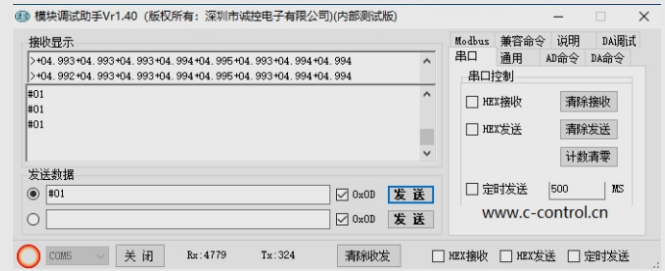 模块调试助手Vr1.40 (版权所有：深圳市诚控电子有限公司)(内部测试版)
接收显示
>+04.993+04.993+04.993+04.994+04.995+04.993+04.994+04.994
>+04.992+04.993+04.993+04.994+04.995+04.993+04.994+04.994
#01
#01
#01
发送数据
#01
0x0D
发 送
0x0D
发 送
Modbus 兼容命令 说明 DA调试
串口 通用 AD命令 DA命令
串口控制
HEX接收 清除接收
HEX发送 清除发送
计数清零
定时发送 500 MS
www.c-control.cn
COM5 关 闭 Rx:4779 Tx:324 清除收发 HEX接收 HEX发送 定时发送